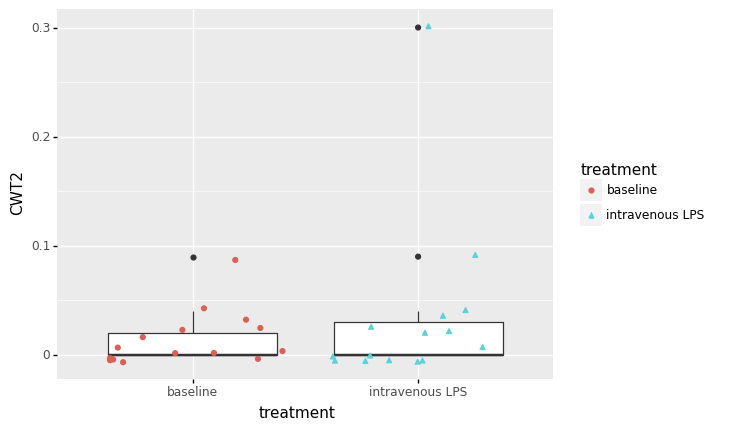 0.3
0.2
0.1
0
CWT2
baseline
intravenous LPS
treatment
treatment
baseline
intravenous LPS